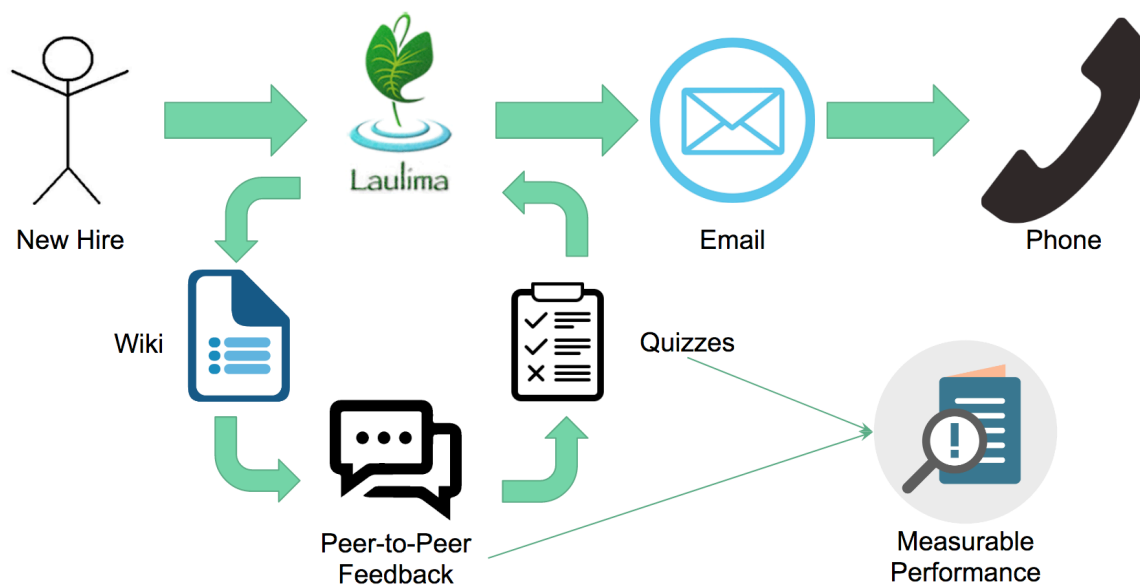 Laulima
New Hire
Email
Phone
Wiki
Quizzes
Peer-to-Peer
Feedback
Measurable
Performance